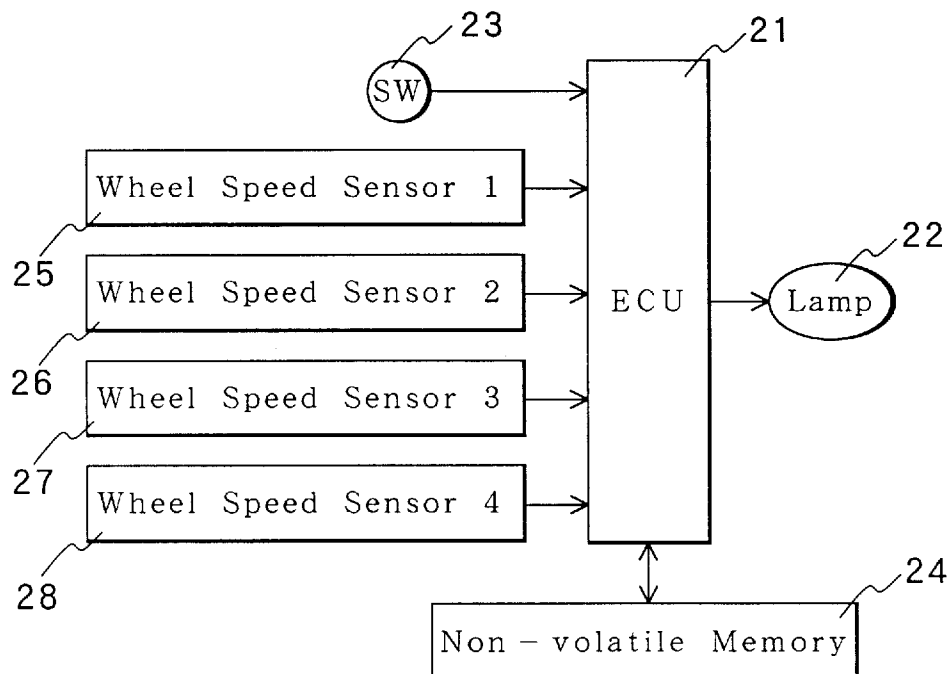 23
21
SW
Wheel Speed Sensor 1
25
22
Wheel Speed Sensor 2
ECU
Lamp
26
Wheel Speed Sensor 3
27
Wheel Speed Sensor 4
28
24
Non-volatile Memory